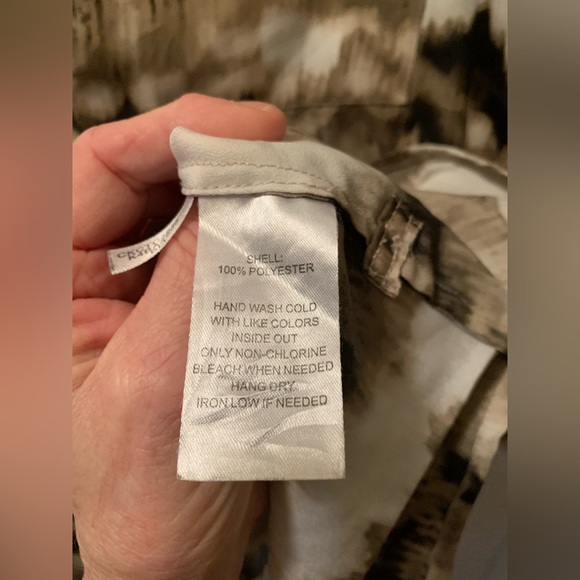 SHELL:
100% POLYESTER
HAND WASH COLD
WITH LIKE COLORS
INSIDE OUT
ONLY NON-CHLORINE
BLEACH WHEN NEEDED
HANG DRY
IRON LOW IF NEEDED